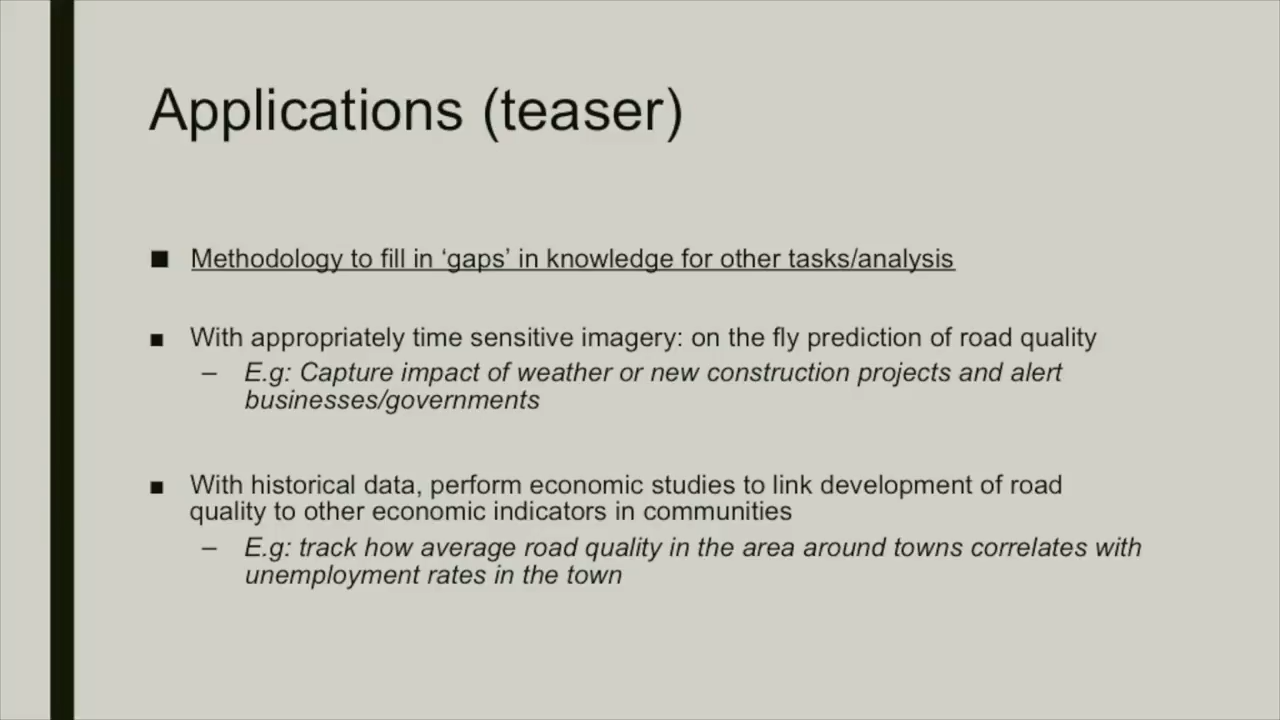 Applications (teaser)
■ Methodology to fill in ‘gaps’ in knowledge for other tasks/analysis
■ With appropriately time sensitive imagery: on the fly prediction of road quality
– E.g: Capture impact of weather or new construction projects and alert
businesses/governments
■ With historical data, perform economic studies to link development of road
quality to other economic indicators in communities
– E.g: track how average road quality in the area around towns correlates with
unemployment rates in the town